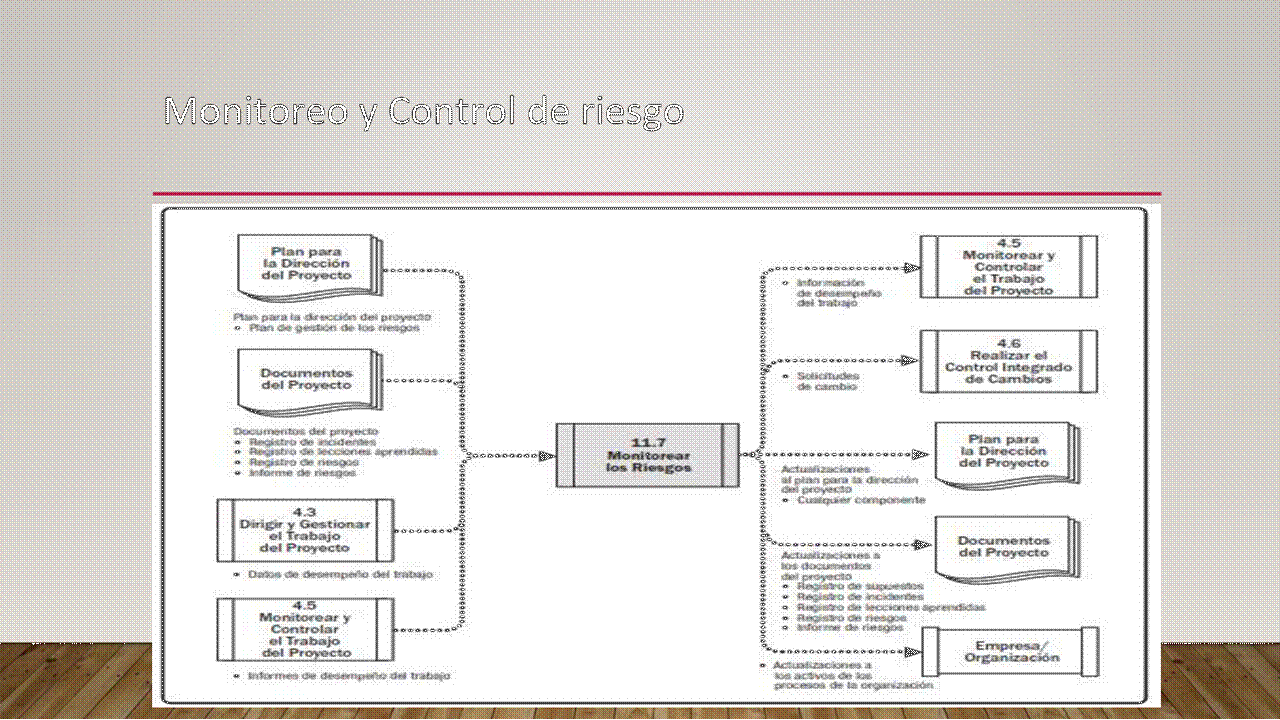 Monitoreo y Control de riesgo
Plan para
la Dirección
del Proyecto
Plan para la dirección del proyecto
• Plan de gestión de los riesgos
Documentos
del Proyecto
Documentos del proyecto
• Registro de incidentes
• Registro de lecciones aprendidas
• Registro de riesgos
• Informe de riesgos
4.3
Dirigir y Gestionar
el Trabajo
del Proyecto
• Datos de desempeño del trabajo
4.5
Monitorear y
Controlar
el Trabajo
del Proyecto
• Informes de desempeño del trabajo
11.7
Monitorear
los Riesgos
• Información
de desempeño
del trabajo
4.5
Monitorear y
Controlar
el Trabajo
del Proyecto
• Solicitudes
de cambio
4.6
Realizar el
Control Integrado
de Cambios
Actualizaciones
al plan para la dirección
del proyecto
• Cualquier componente
Plan para
la Dirección
del Proyecto
Actualizaciones a
los documentos
del proyecto
• Registro de supuestos
• Registro de incidentes
• Registro de lecciones aprendidas
• Registro de riesgos
• Informe de riesgos
Documentos
del Proyecto
• Actualizaciones a
los activos de los
procesos de la organización
Empresa/
Organización